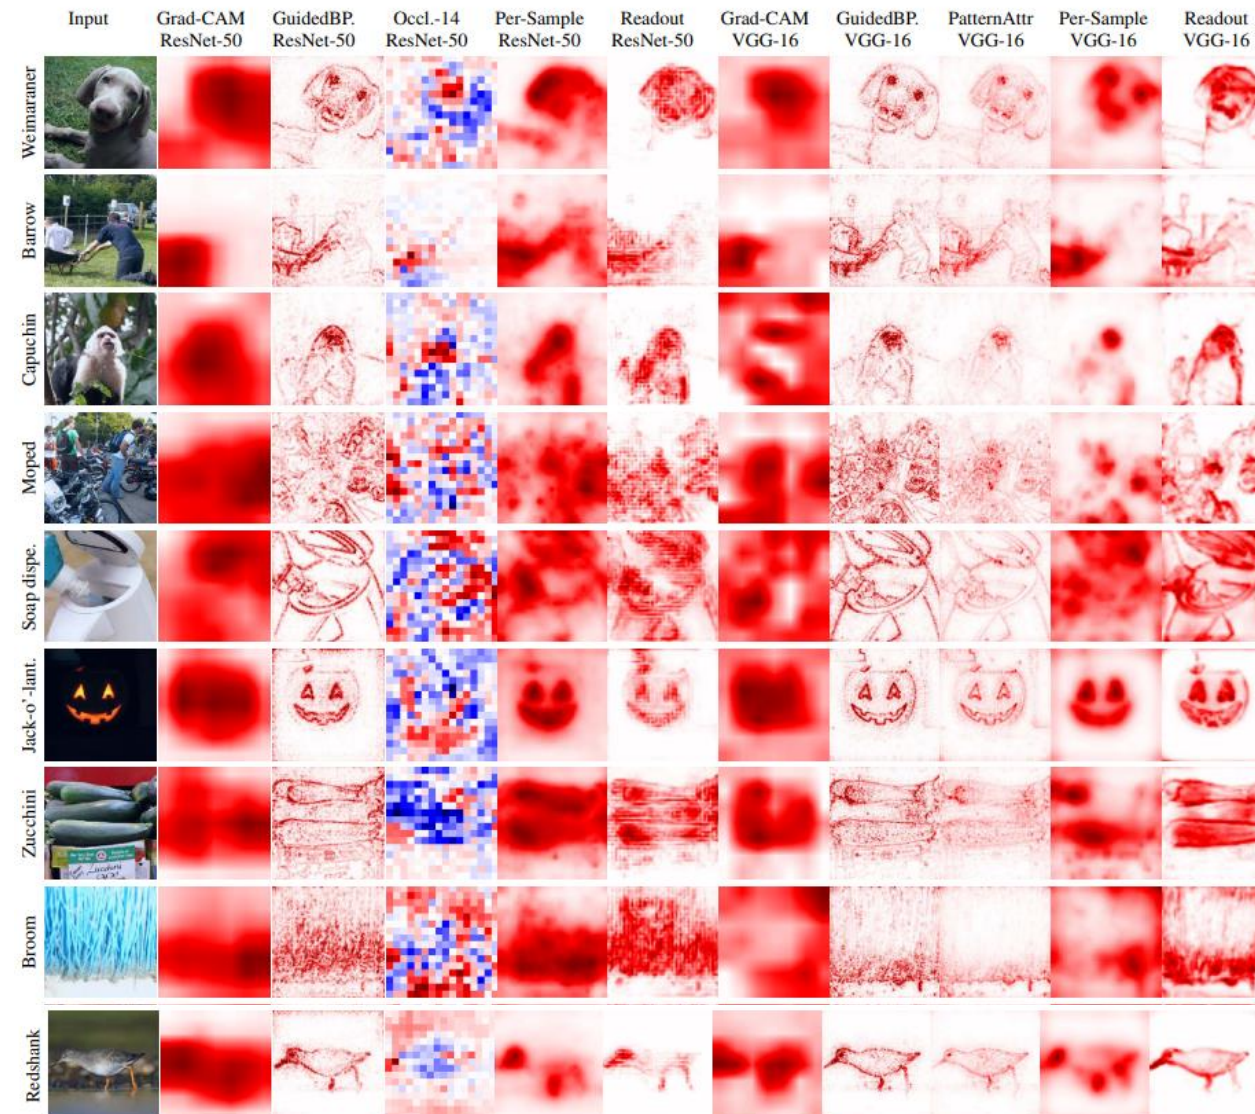 Input Grad-CAM GuidedBP. Occl.-14 Per-Sample Readout Grad-CAM GuidedBP. PatternAttr Per-Sample Readout
ResNet-50 ResNet-50 ResNet-50 ResNet-50 ResNet-50 VGG-16 VGG-16 VGG-16 VGG-16 VGG-16
Weimaraner
Barrow
Capuchin
Moped
Soap dispe.
Jack-o'-lant.
Zucchini
Broom
Redshank